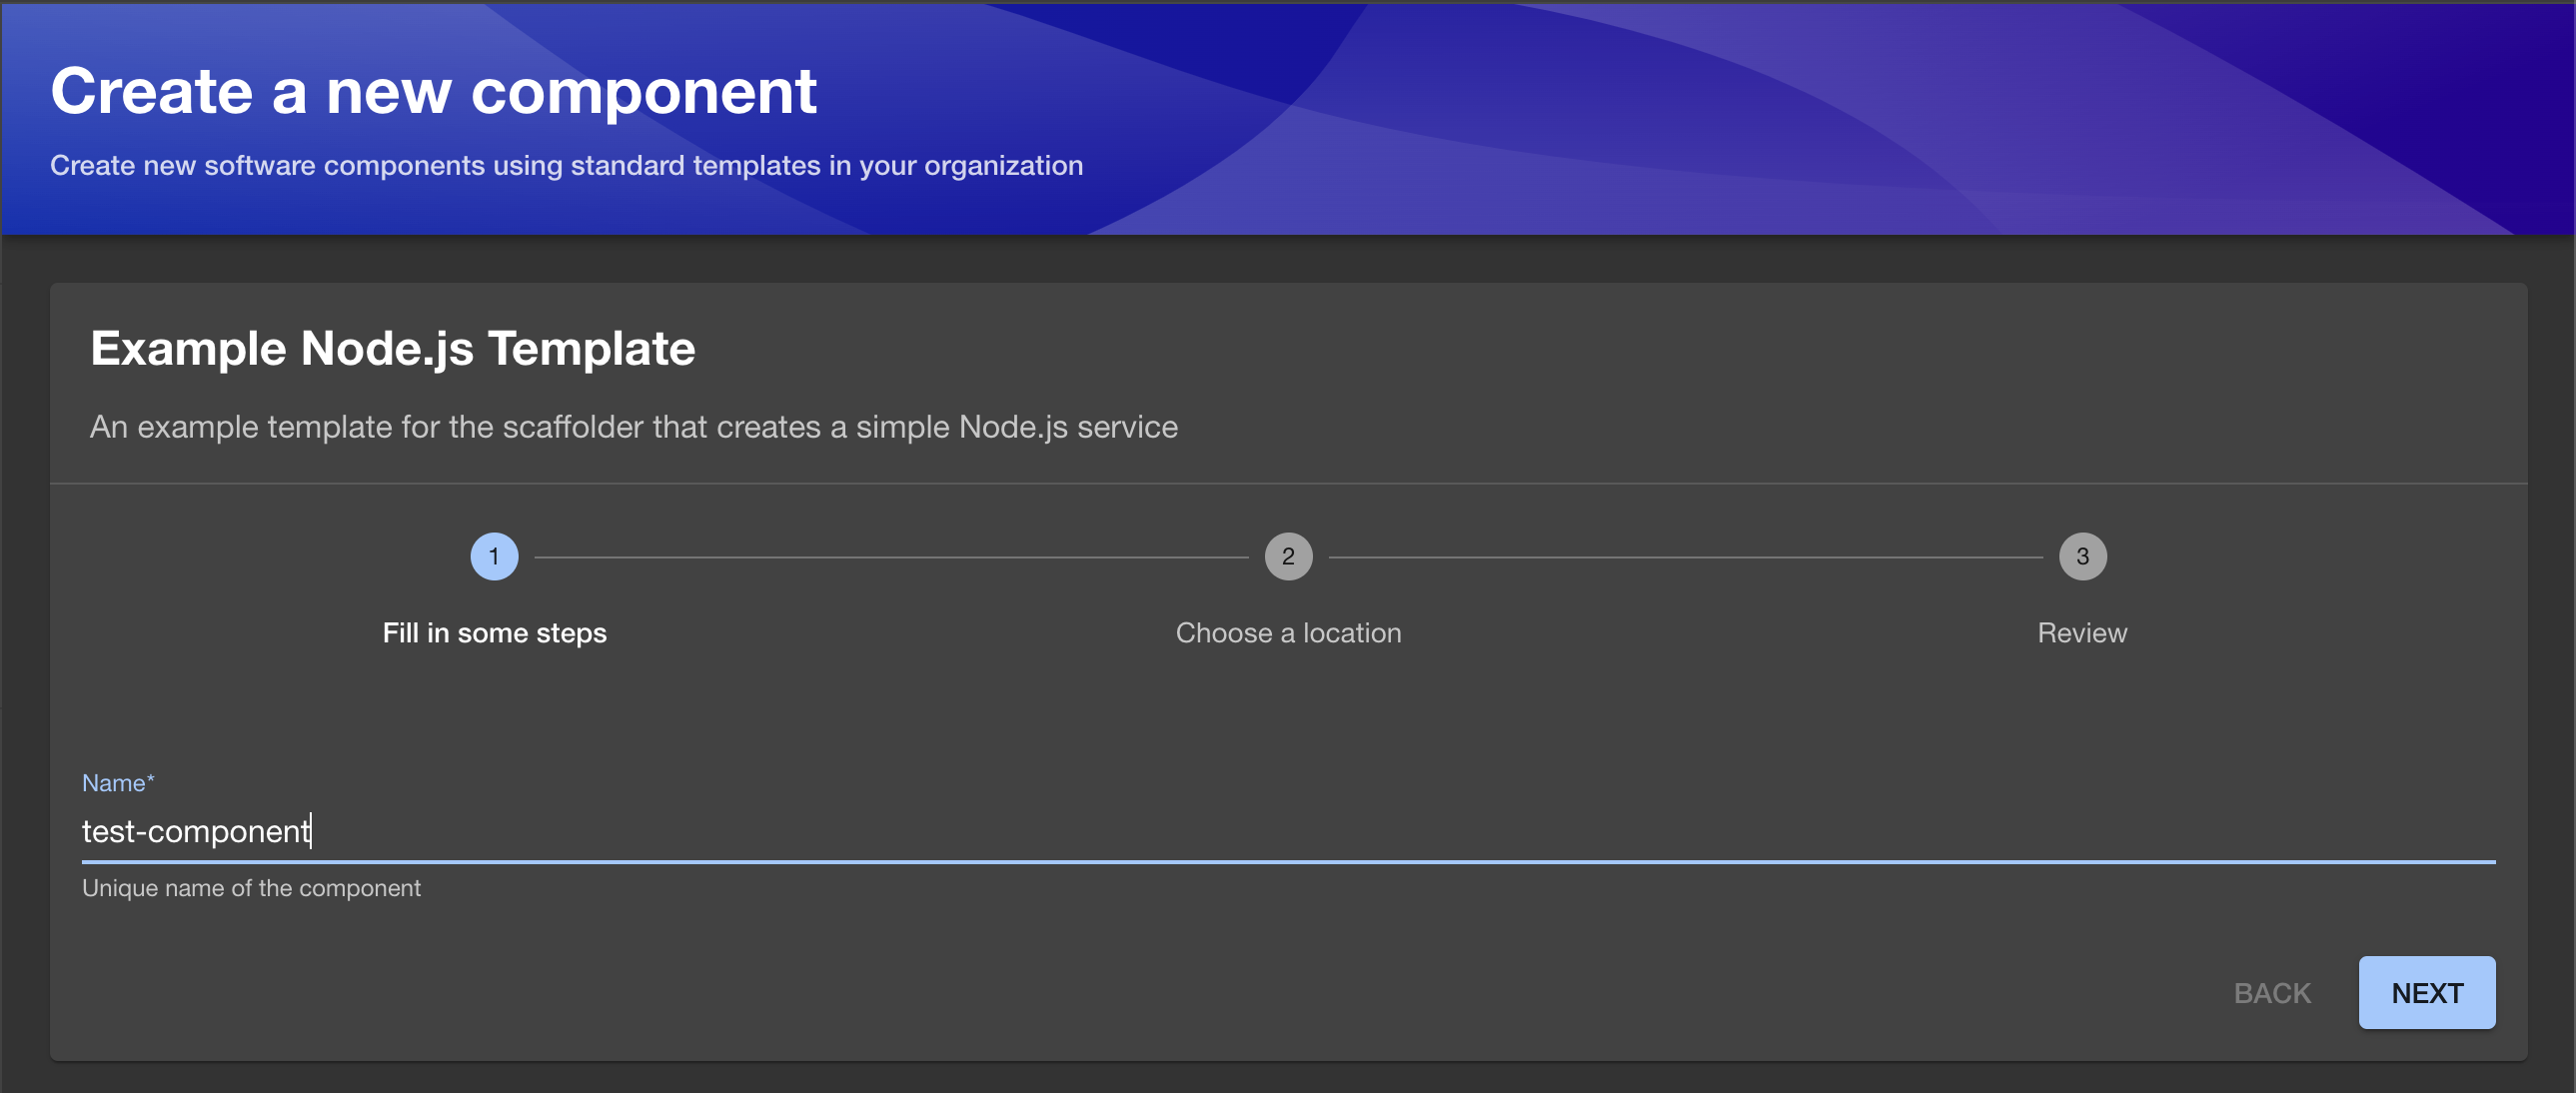 Create a new component
Create new software components using standard templates in your organization
Example Node.js Template
An example template for the scaffolder that creates a simple Node.js service
1
2
3
Fill in some steps
Choose a location
Review
Name*
test-component
Unique name of the component
BACK
NEXT